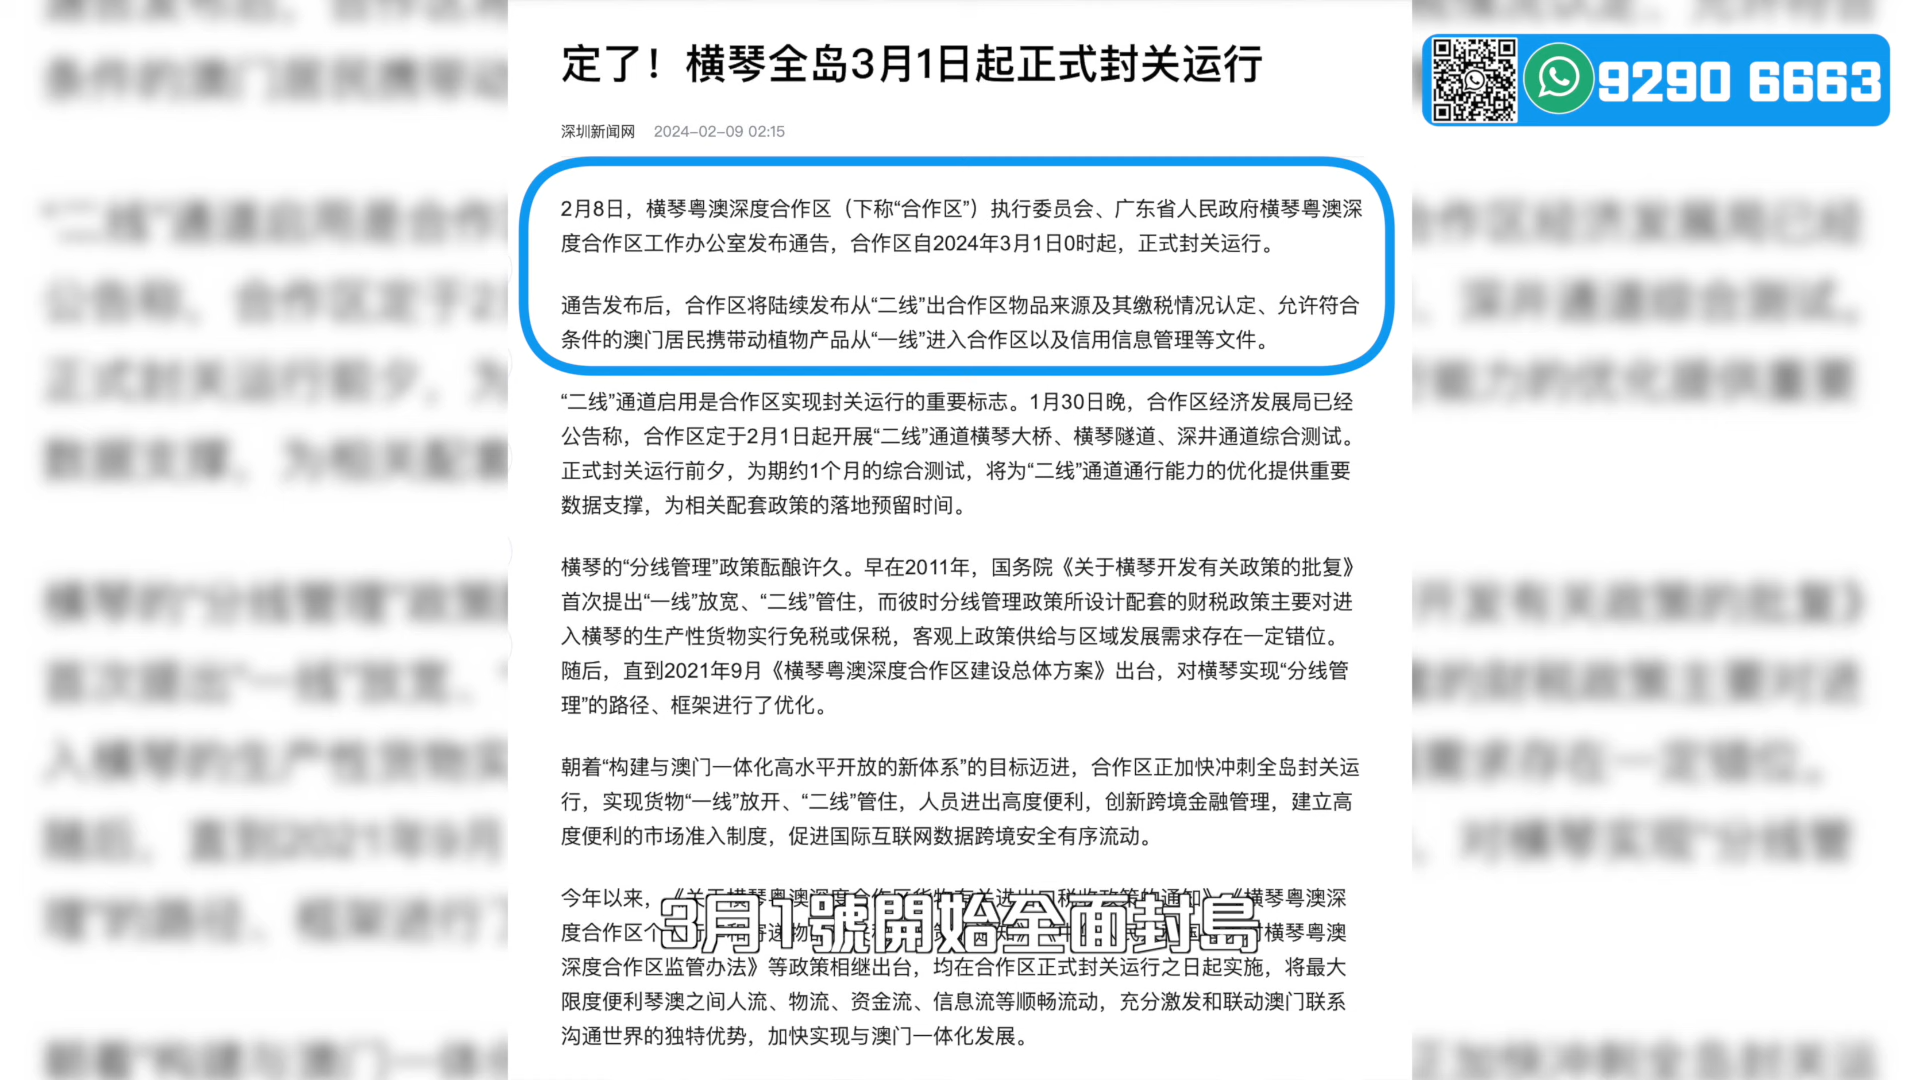 定了！横琴全岛3月1日起正式封关运行
9290 6663
深圳新闻网 2024-02-09 02:15
2月8日，横琴粤澳深度合作区（下称“合作区”）执行委员会、广东省人民政府横琴粤澳深
度合作区工作办公室发布通告，合作区自2024年3月1日0时起，正式封关运行。
通告发布后，合作区将陆续发布从“二线”出合作区物品来源及其缴税情况认定、允许符合
条件的澳门居民携带动植物产品从“一线”进入合作区以及信用信息管理等文件。
“二线”通道启用是合作区实现封关运行的重要标志。1月30日晚，合作区经济发展局已经
公告称，合作区定于2月1日起开展“二线”通道横琴大桥、横琴隧道、深井通道综合测试。
正式封关运行前夕，为期约1个月的综合测试，将为“二线”通道通行能力的优化提供重要
数据支撑，为相关配套政策的落地预留时间。
横琴的“分线管理”政策酝酿许久。早在2011年，国务院《关于横琴开发有关政策的批复》
首次提出“一线”放宽、“二线”管住，而彼时分线管理政策所设计配套的财税政策主要对进
入横琴的生产性货物实行免税或保税，客观上政策供给与区域发展需求存在一定错位。
随后，直到2021年9月《横琴粤澳深度合作区建设总体方案》出台，对横琴实现“分线管
理”的路径、框架进行了优化。
朝着“构建与澳门一体化高水平开放的新体系”的目标迈进，合作区正加快冲刺全岛封关运
行，实现货物“一线”放开、“二线”管住，人员进出高度便利，创新跨境金融管理，建立高
度便利的市场准入制度，促进国际互联网数据跨境安全有序流动。
今年以来，《关于横琴粤澳深度合作区货物有关进出口税收政策的通知》《横琴粤澳深
3月1號開始全面封島
度合作区个 横琴粤澳
深度合作区监管办法》等政策相继出台，均在合作区正式封关运行之日起实施，将最大
限度便利琴澳之间人流、物流、资金流、信息流等顺畅流动，充分激发和联动澳门联系
沟通世界的独特优势，加快实现与澳门一体化发展。